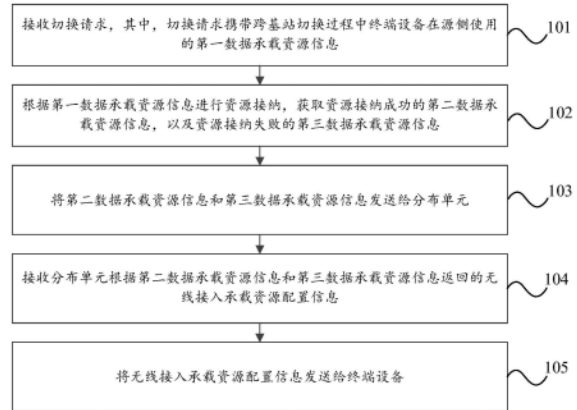 接收切换请求，其中，切换请求携带跨基站切换过程中终端设备在源侧使用
的第一数据承载资源信息
101
根据第一数据承载资源信息进行资源接纳，获取资源接纳成功的第二数据承
载资源信息，以及资源接纳失败的第三数据承载资源信息
102
将第二数据承载资源信息和第三数据承载资源信息发送给分布单元
103
接收分布单元根据第二数据承载资源信息和第三数据承载资源信息返回的无
线接入承载资源配置信息
104
将无线接入承载资源配置信息发送给终端设备
105